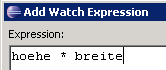 Add Watch Expression
Expression:
hoehe * breite